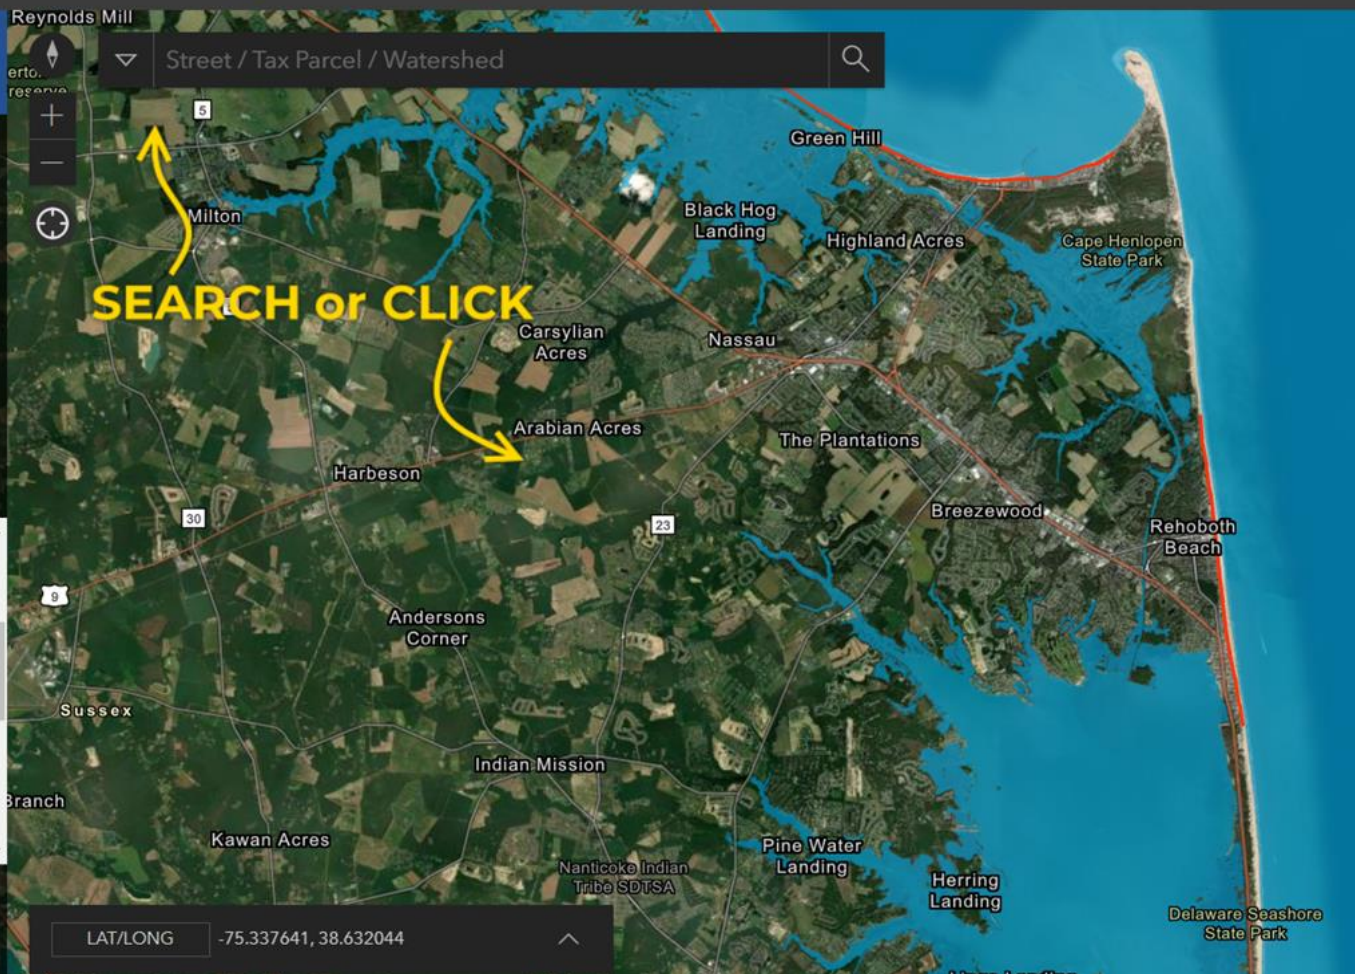 Reynolds Mill
Street / Tax Parcel / Watershed
reserve
5
Green Hill
Milton
Black Hog
Landing
Highland Acres
Cape Henlopen
State Park
SEARCH or CLICK
Carsylian
Acres
Nassau
Arabian Acres
The Plantations
Harbeson
30
23
Breezewood
Rehoboth
Beach
9
Andersons
Corner
Sussex
Indian Mission
Branch
Kawan Acres
Nanticoke Indian
Tribe SDTSA
Pine Water
Landing
Herring
Landing
Delaware Seashore
State Park
LAT/LONG
-75.337641, 38.632044